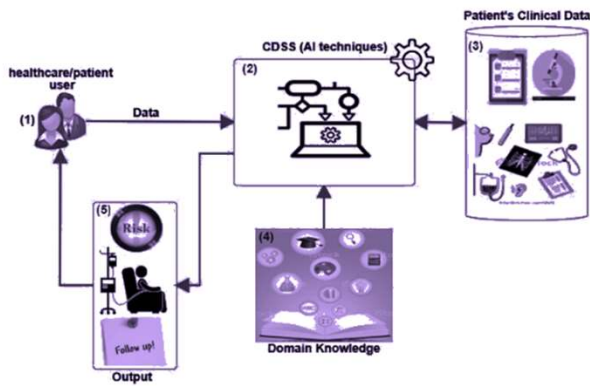 Patient's Clinical Data
CDSS (AI techniques)
(3)
(2)
healthcare/patient
user
(1)
Data
(5)
Risk
(4)
Follow up!
Domain Knowledge
Output